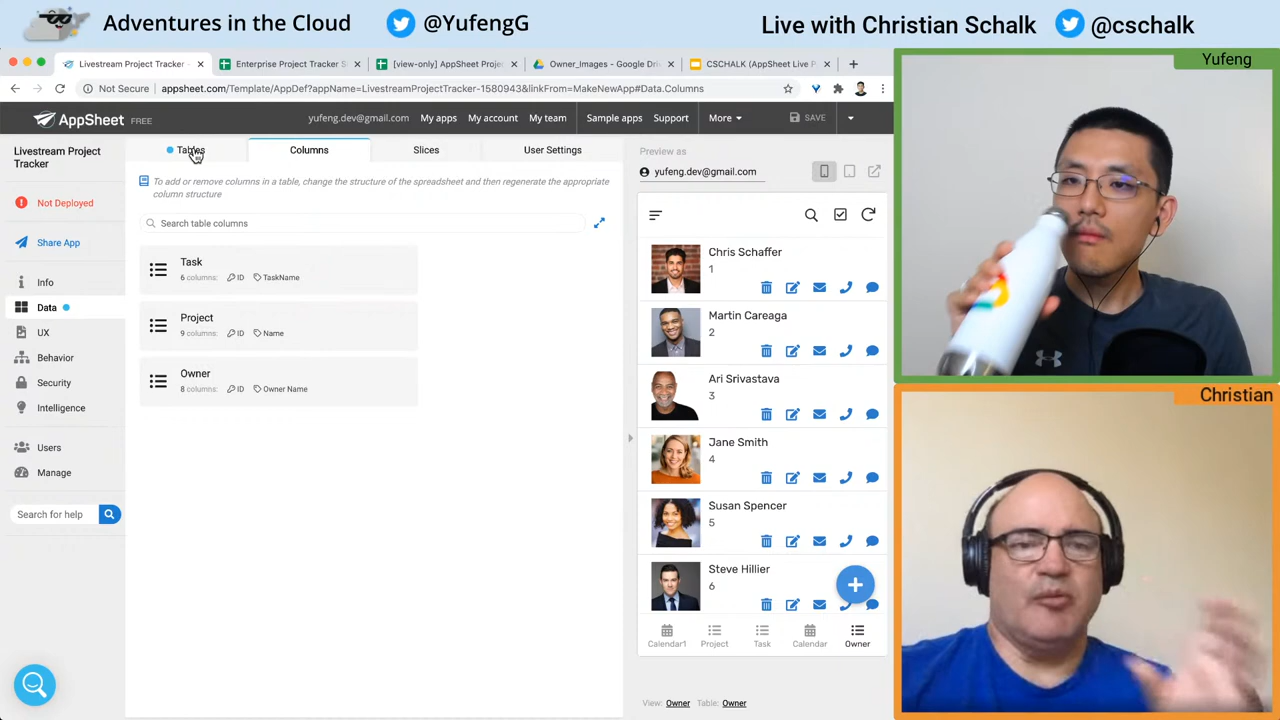 Adventures in the Cloud
@YufengG
Live with Christian Schalk
@cschalk
Livestream Project Tracker -
Enterprise Project Tracker S
[view-only] AppSheet Projec
Owner_Images - Google Driv
CSCHALK (AppSheet Live P
Not Secure
appsheet.com/Template/AppDef?appName=LivestreamProjectTracker-1580943&linkFrom=MakeNewApp#Data.Columns
AppSheet FREE
yufeng.dev@gmail.com
My apps
My account
My team
Sample apps
Support
More
SAVE
Livestream Project
Tracker
Not Deployed
Share App
Info
Data
UX
Behavior
Security
Intelligence
Users
Manage
Search for help
Tables
Columns
Slices
User Settings
To add or remove columns in a table, change the structure of the spreadsheet and then regenerate the appropriate
column structure
Search table columns
Task
6 columns: ID TaskName
Project
9 columns: ID Name
Owner
8 columns: ID Owner Name
Preview as
yufeng.dev@gmail.com
Chris Schaffer
1
Martin Careaga
2
Ari Srivastava
3
Jane Smith
4
Susan Spencer
5
Steve Hillier
6
Calendar1
Project
Task
Calendar
Owner
View: Owner Table: Owner
Yufeng
Christian